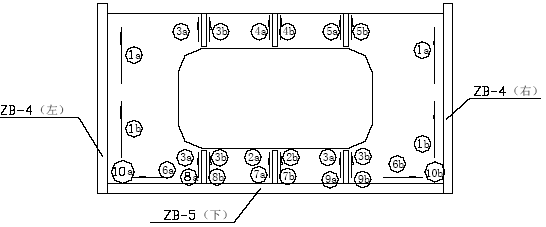 3a 3b 4a 4b 5a 5b
1a 1a
ZB-4（左） ZB-4（右）
1b 1b
3a 3b 2a 2b 3a 3b
10a 6a 8a 8b 7a 7b 9a 9b 6b 10b
ZB-5（下）